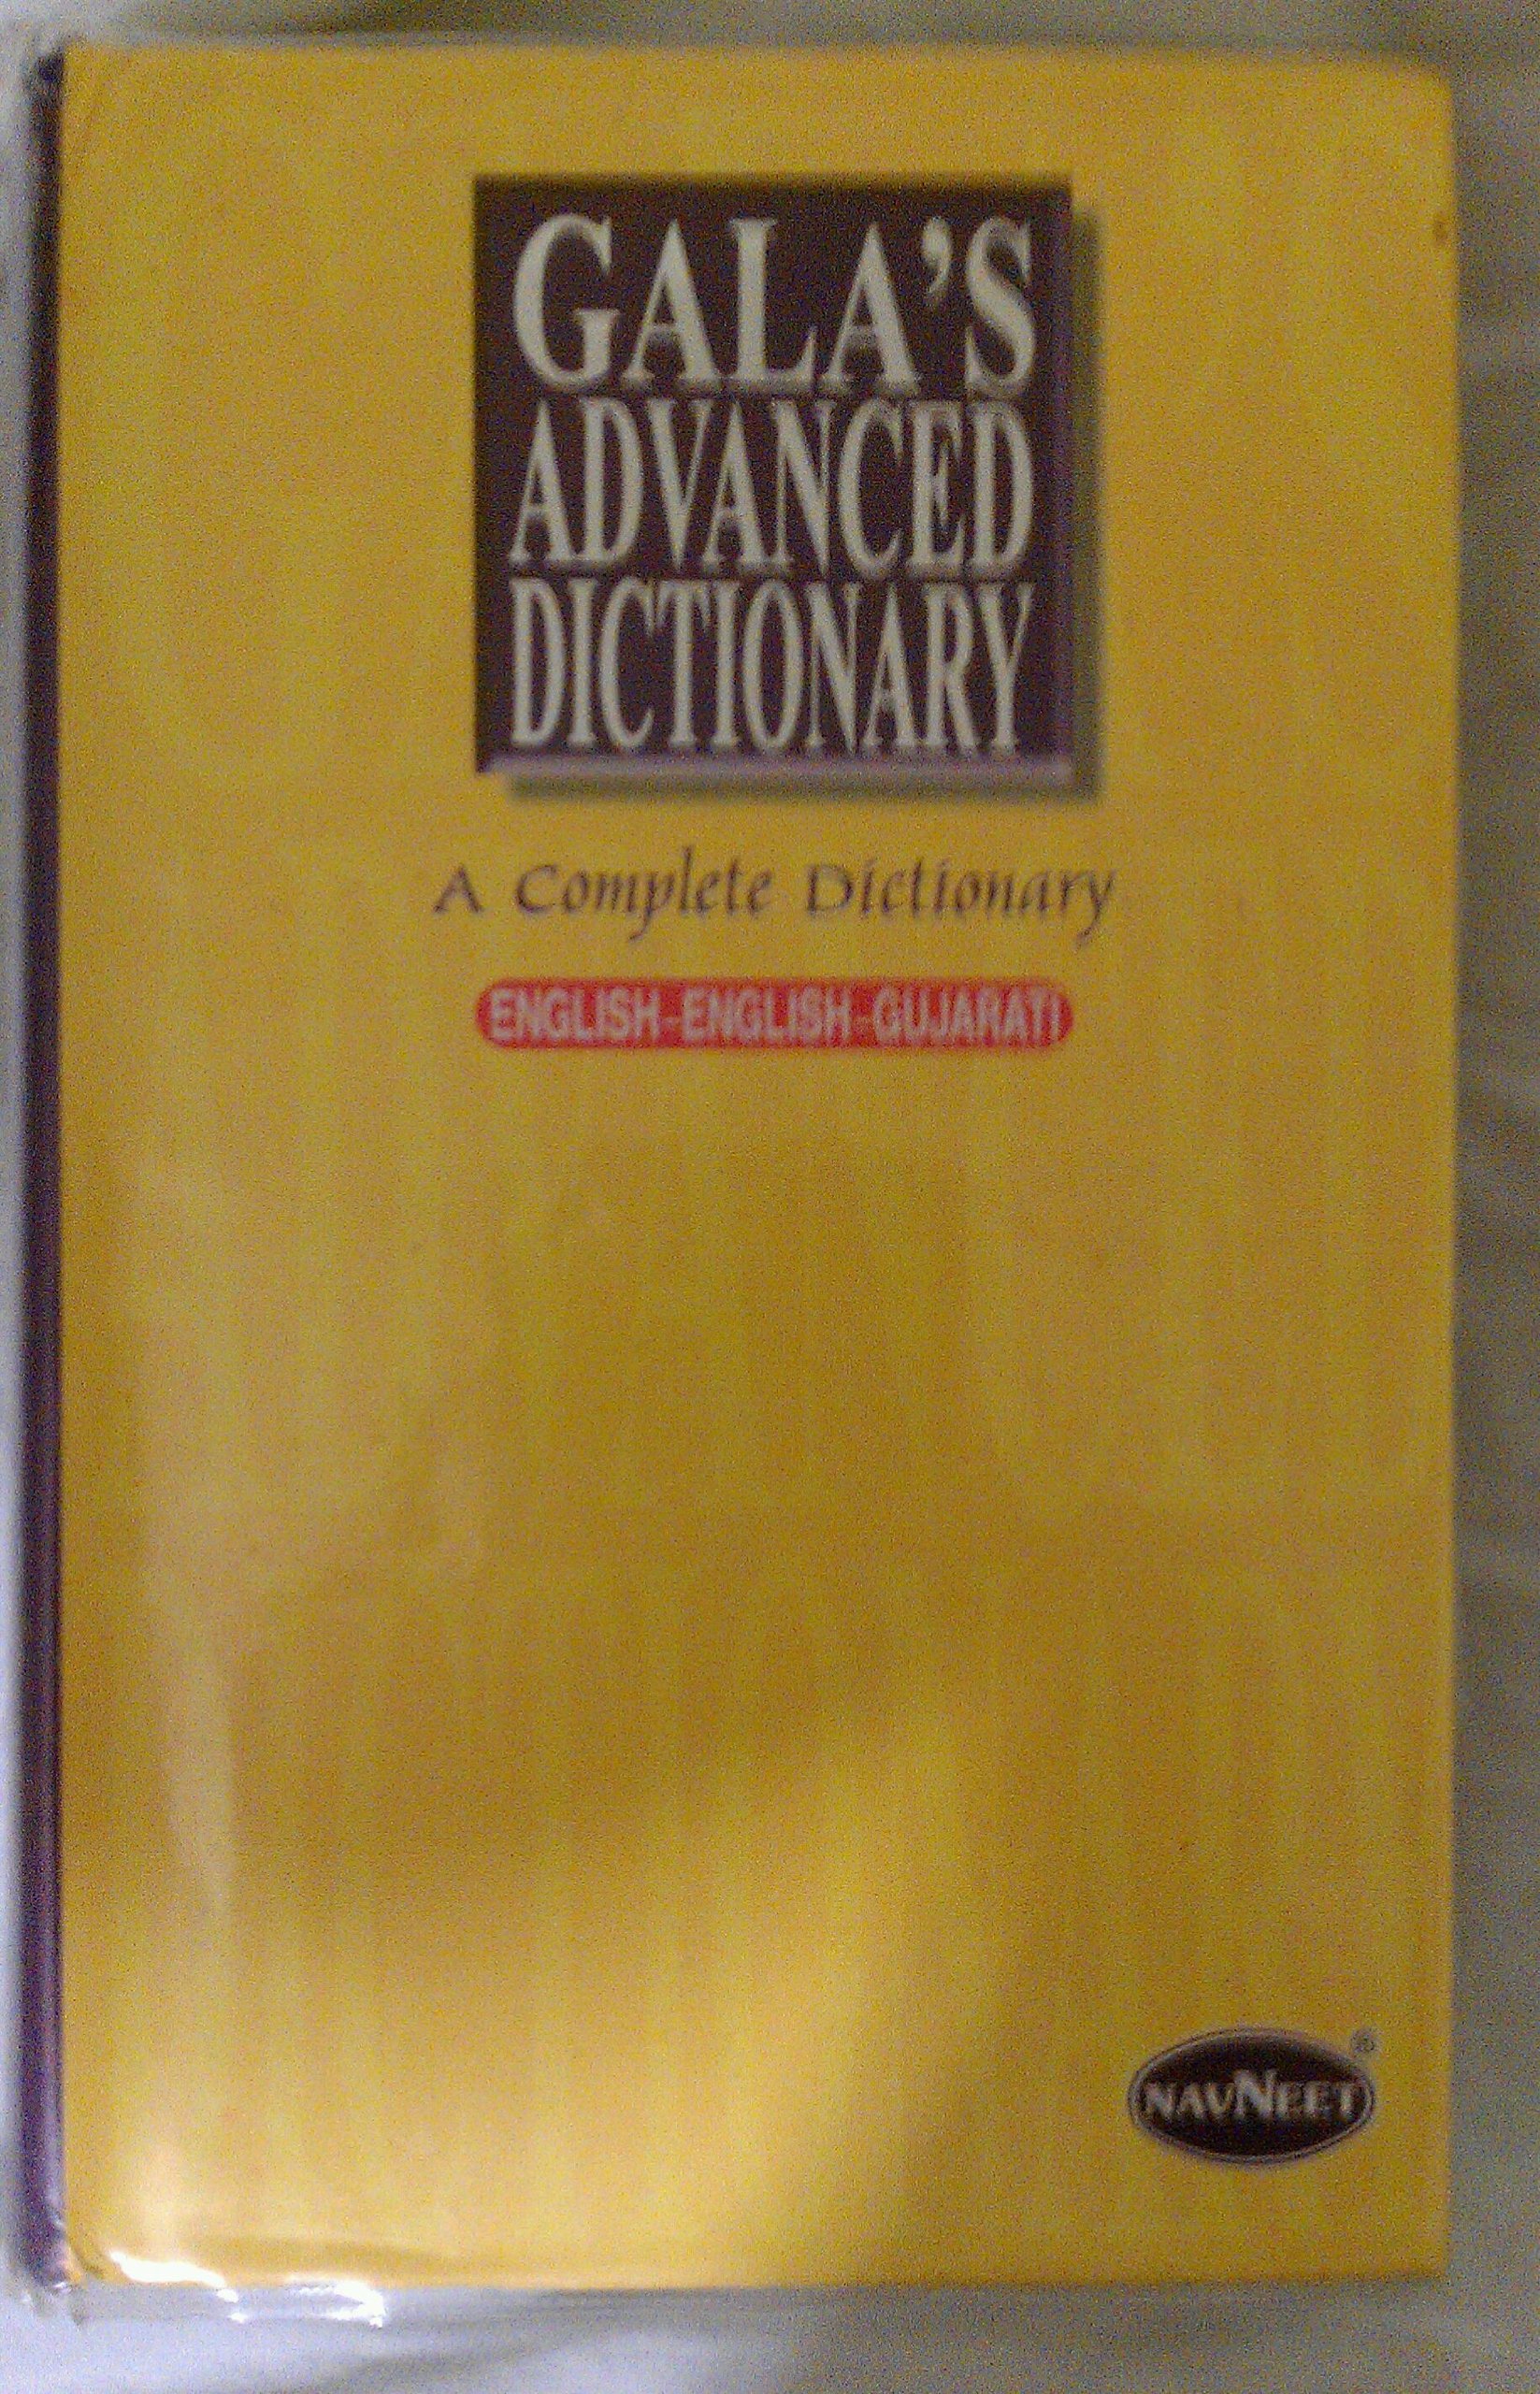 GALA'S
ADVANCED
DICTIONARY
A Complete Dictionary
ENGLISH-ENGLISH-GUJARATI
NAVNEET®